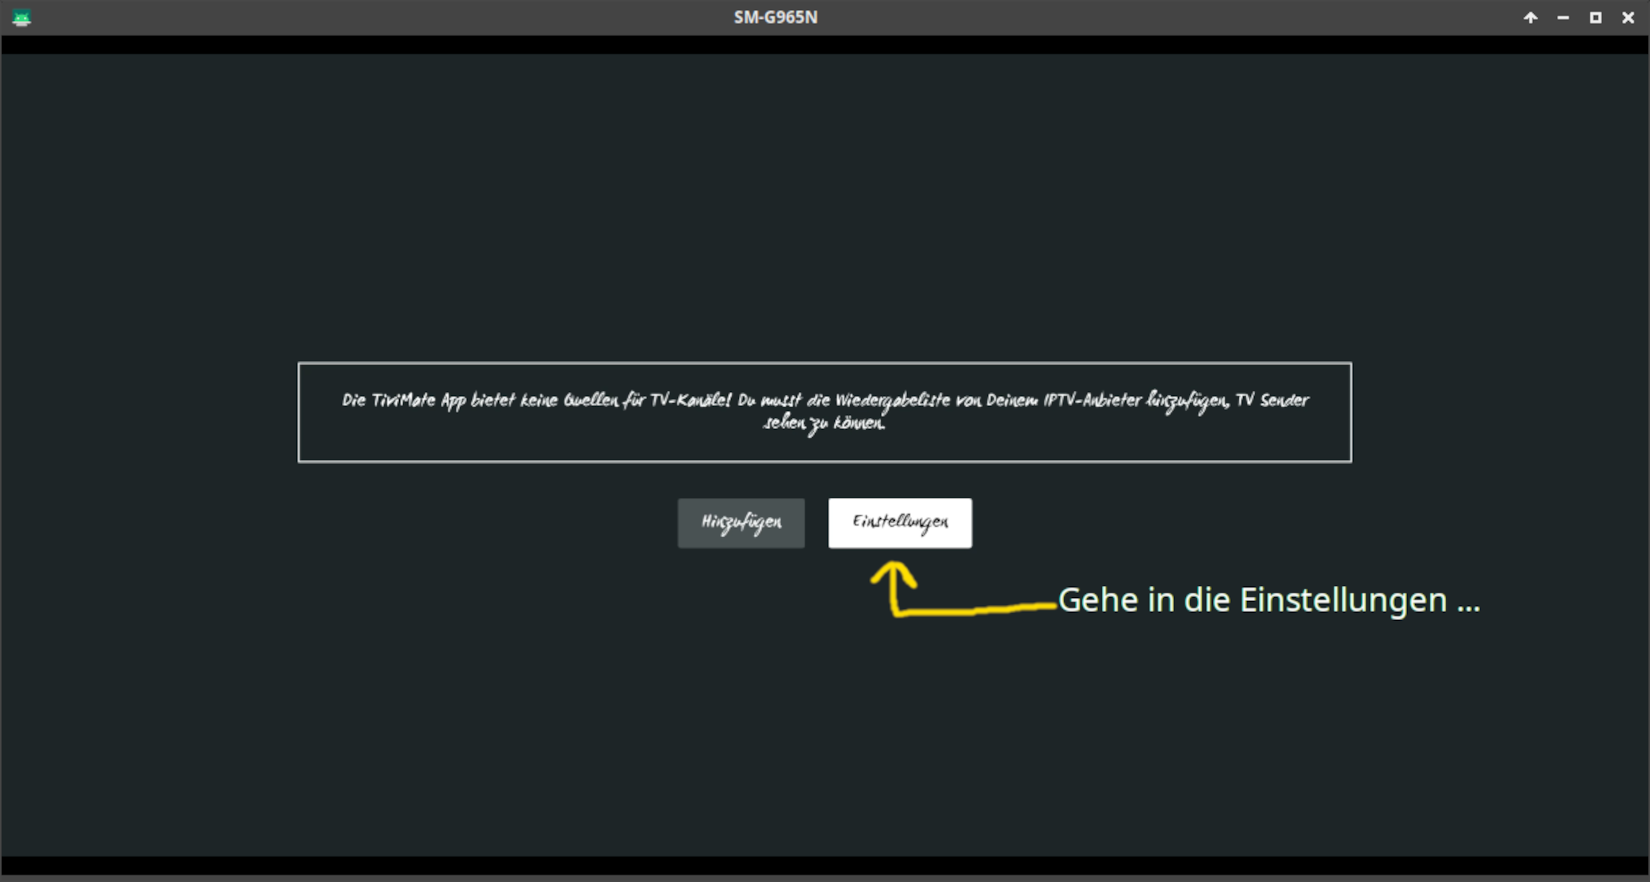 SM-G965N
Die TiviMate App bietet keine Quellen für TV-Kanäle! Du musst die Wiedergabeliste von Deinem IPTV-Anbieter hinzufügen, TV Sender
sehen zu können.
Hinzufügen
Einstellungen
Gehe in die Einstellungen ...